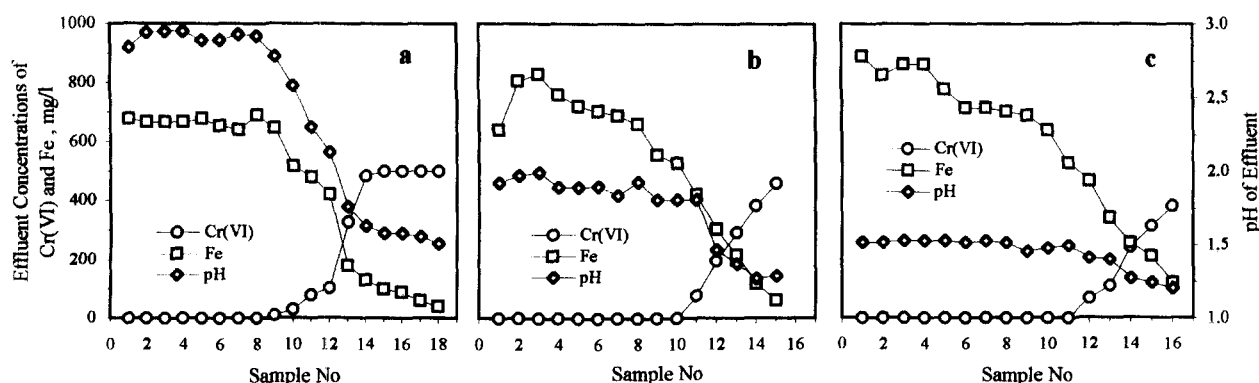 Effluent Concentrations of
Cr(VI) and Fe , mg/l
1000
800
600
400
200
0
a
Cr(VI)
Fe
pH
0 2 4 6 8 10 12 14 16 18
Sample No
b
Cr(VI)
Fe
pH
0 2 4 6 8 10 12 14 16
Sample No
c
Cr(VI)
Fe
pH
0 2 4 6 8 10 12 14 16
Sample No
3.0
2.5
2.0
1.5
1.0
pH of Effluent